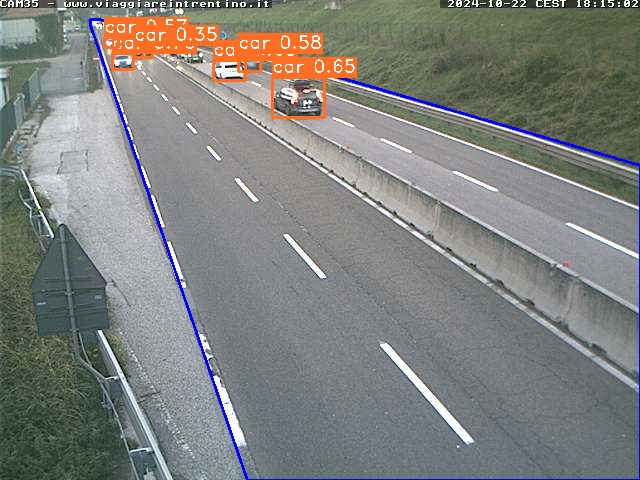 CAM35 - www.viaggiareintrentino.it
2024-10-22 CEST 18:15:02
car 0.57
car 0.35
car 0.58
car 0.65